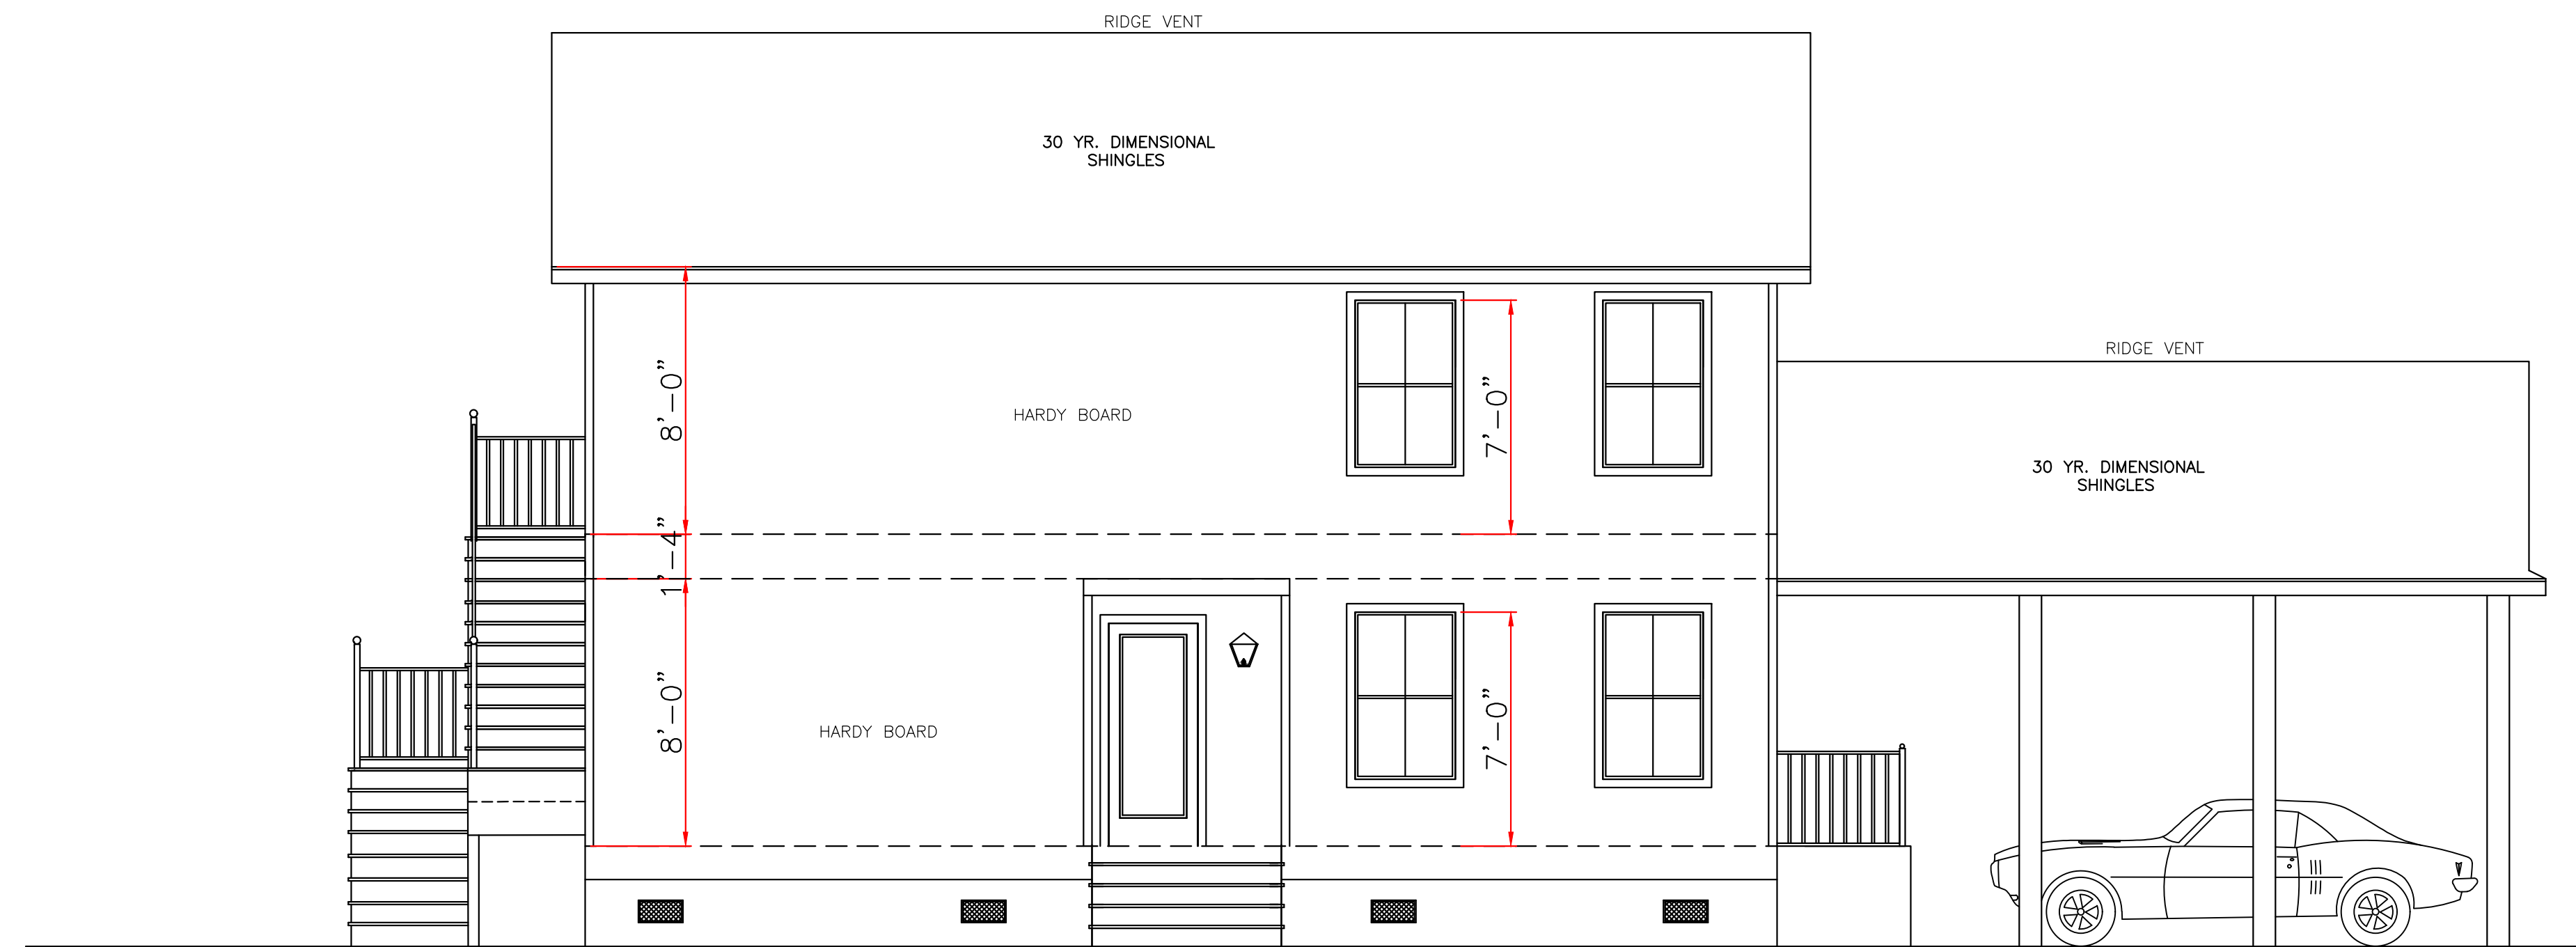 RIDGE VENT
30 YR. DIMENSIONAL
SHINGLES
8'-0"
HARDY BOARD
7'-0"
RIDGE VENT
30 YR. DIMENSIONAL
SHINGLES
1'-4"
8'-0"
HARDY BOARD
7'-0"